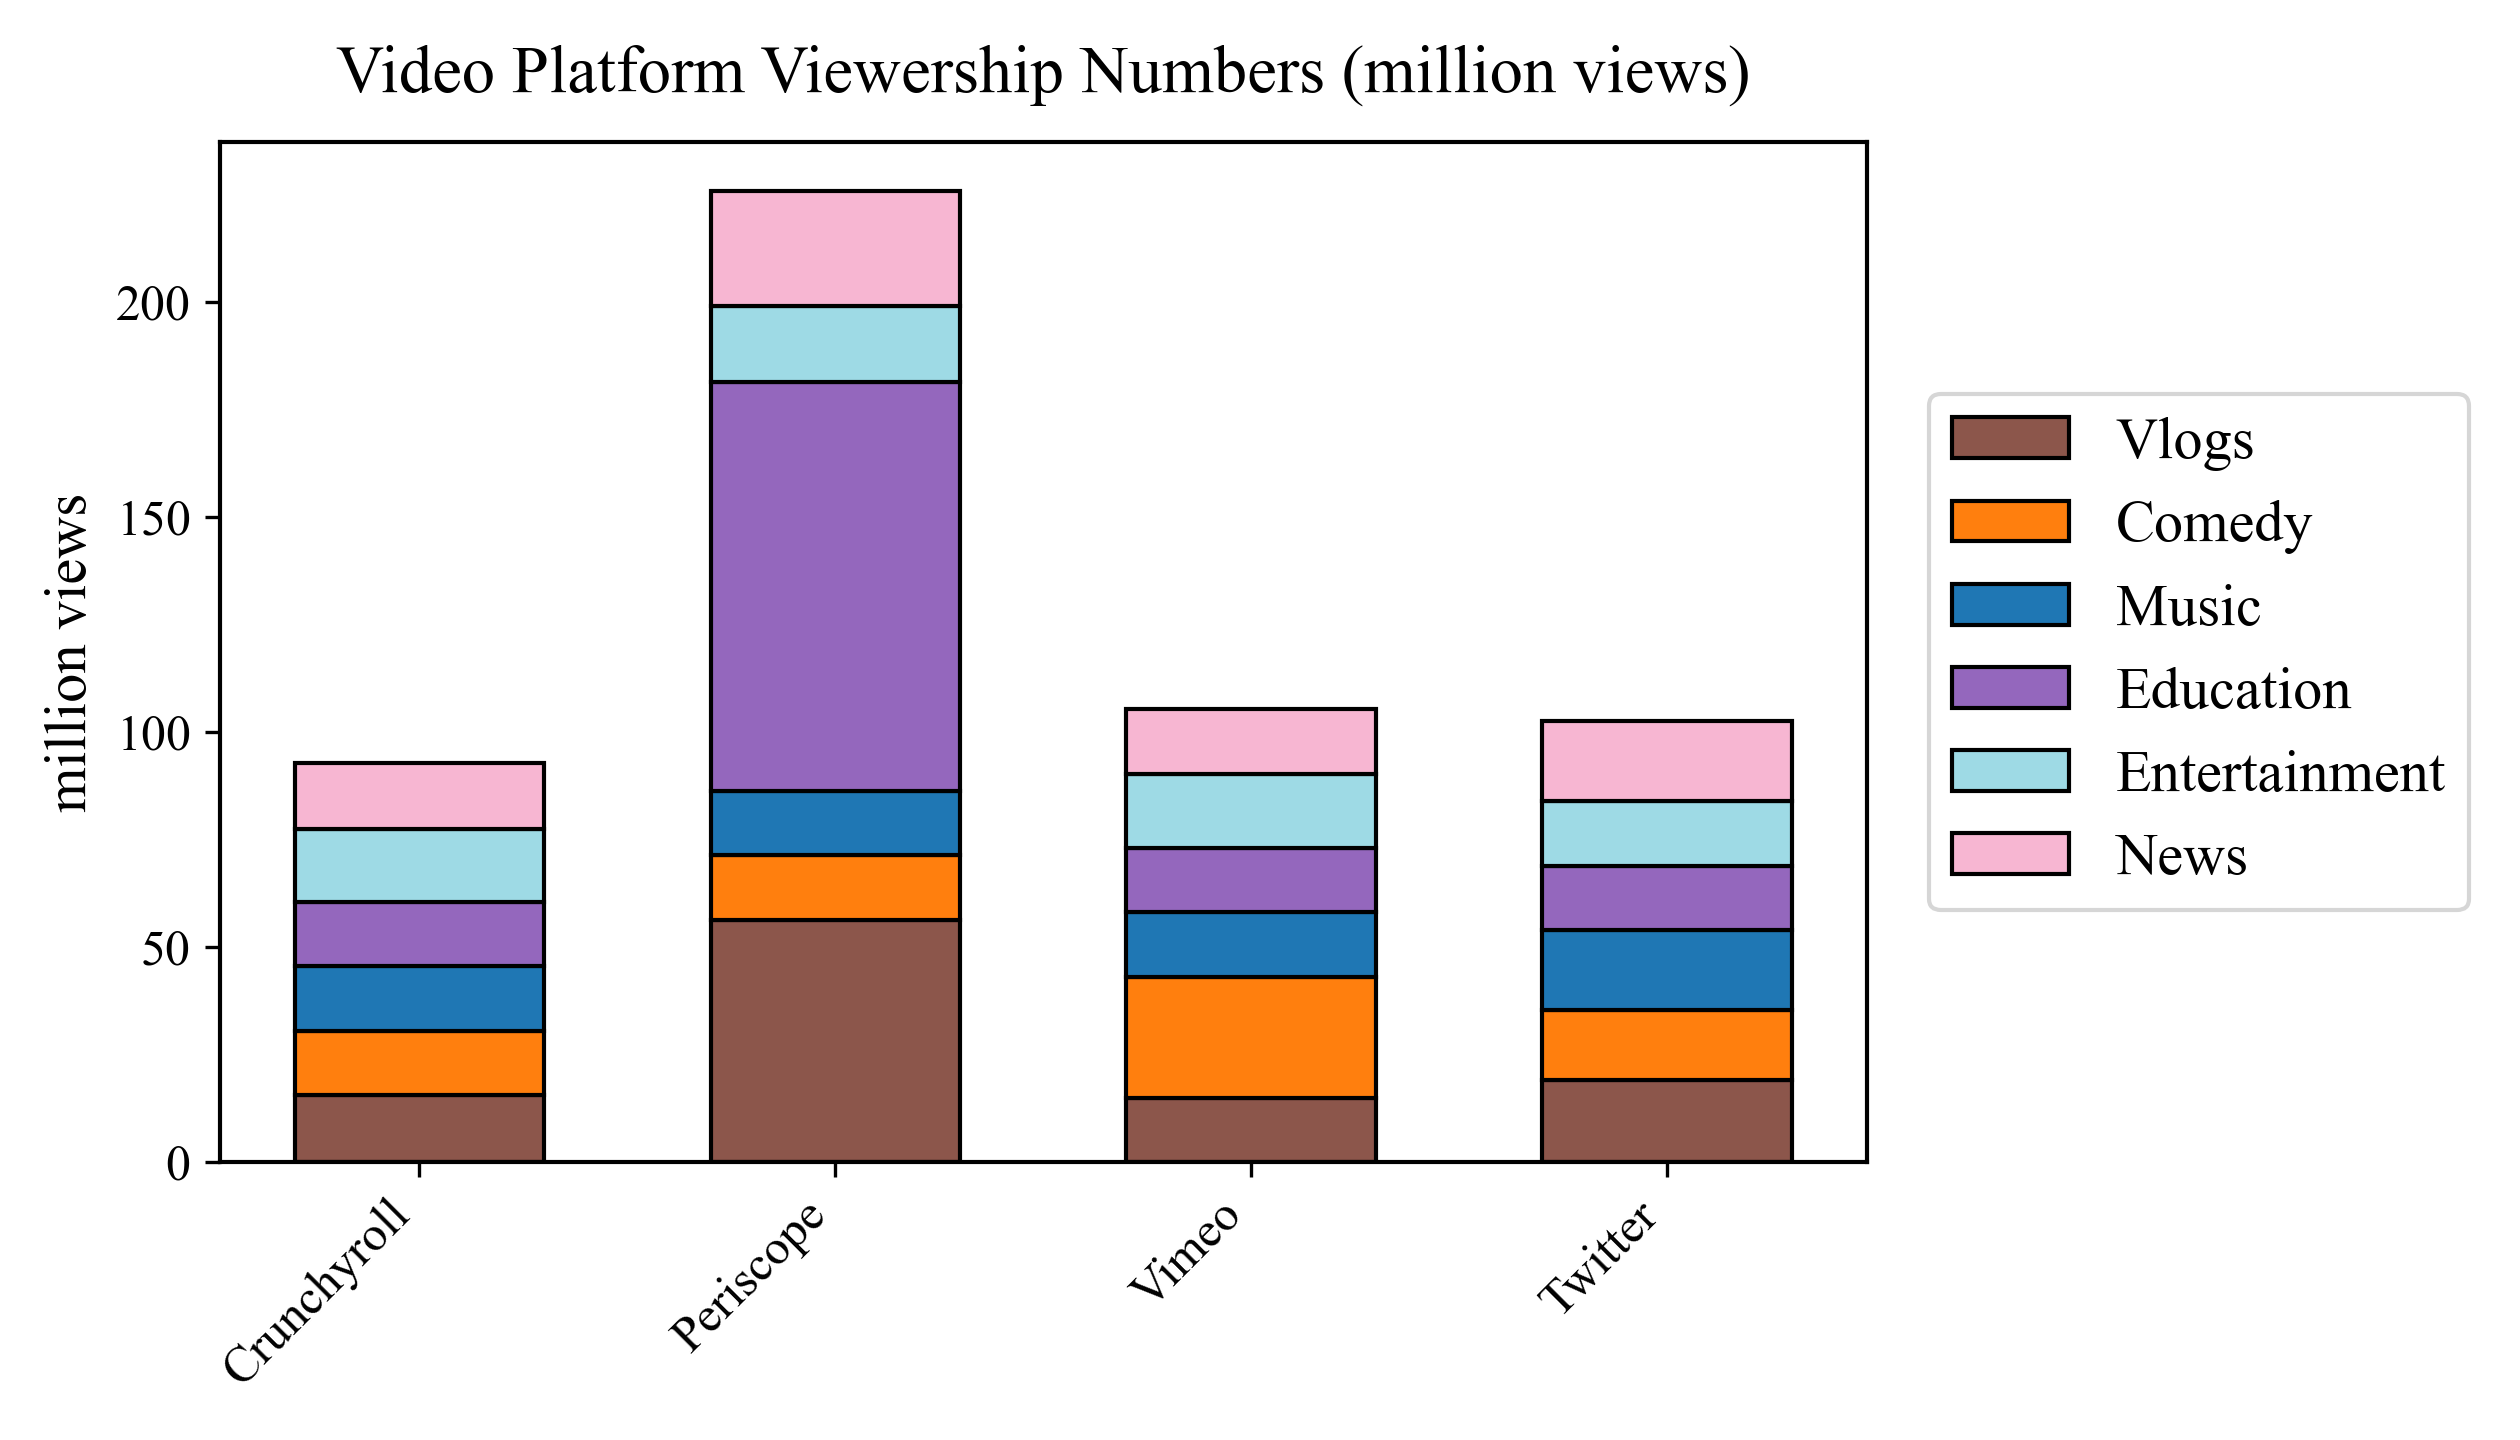 Video Platform Viewership Numbers (million views)
million views
200
150
100
50
0
Crunchyroll
Periscope
Vimeo
Twitter
Vlogs
Comedy
Music
Education
Entertainment
News